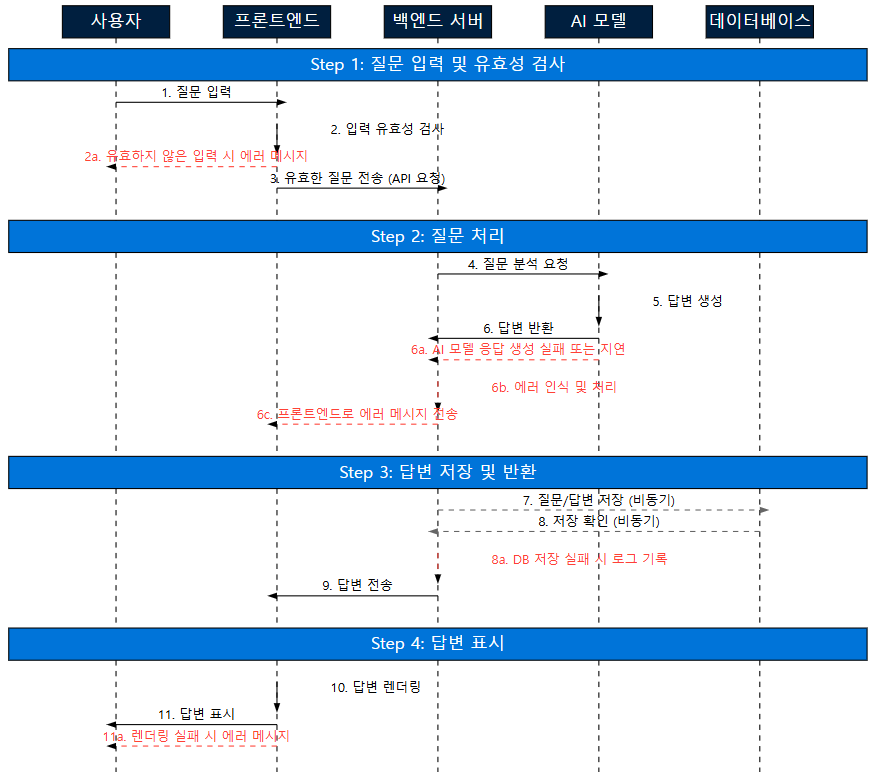 사용자
프론트엔드
백엔드 서버
AI 모델
데이터베이스
Step 1: 질문 입력 및 유효성 검사
1. 질문 입력
2. 입력 유효성 검사
2a. 유효하지 않은 입력 시 에러 메시지
3. 유효한 질문 전송 (API 요청)
Step 2: 질문 처리
4. 질문 분석 요청
5. 답변 생성
6. 답변 반환
6a. AI 모델 응답 생성 실패 또는 지연
6b. 에러 인식 및 처리
6c. 프론트엔드로 에러 메시지 전송
Step 3: 답변 저장 및 반환
7. 질문/답변 저장 (비동기)
8. 저장 확인 (비동기)
8a. DB 저장 실패 시 로그 기록
9. 답변 전송
Step 4: 답변 표시
10. 답변 렌더링
11. 답변 표시
11a. 렌더링 실패 시 에러 메시지